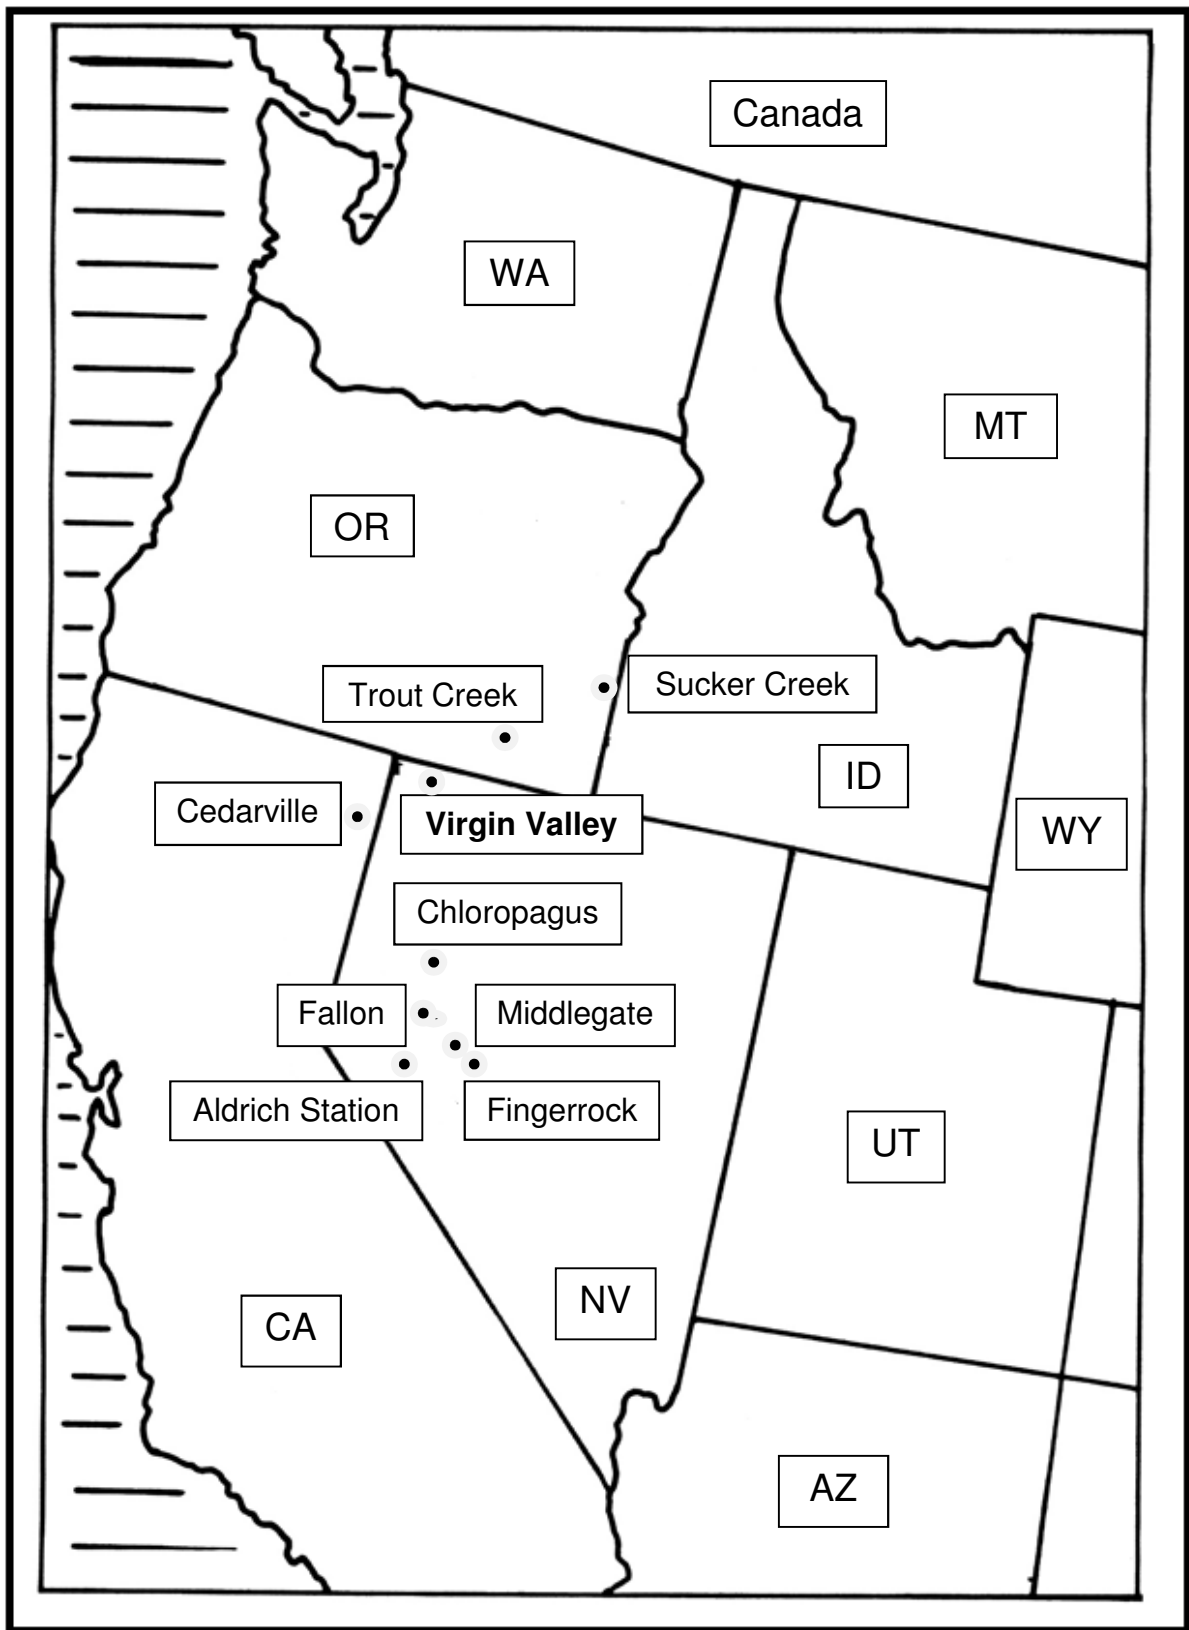 Canada
WA
MT
OR
Trout Creek
Sucker Creek
ID
Cedarville
Virgin Valley
WY
Chloropagus
Fallon
Middlegate
Aldrich Station
Fingerrock
UT
NV
CA
AZ